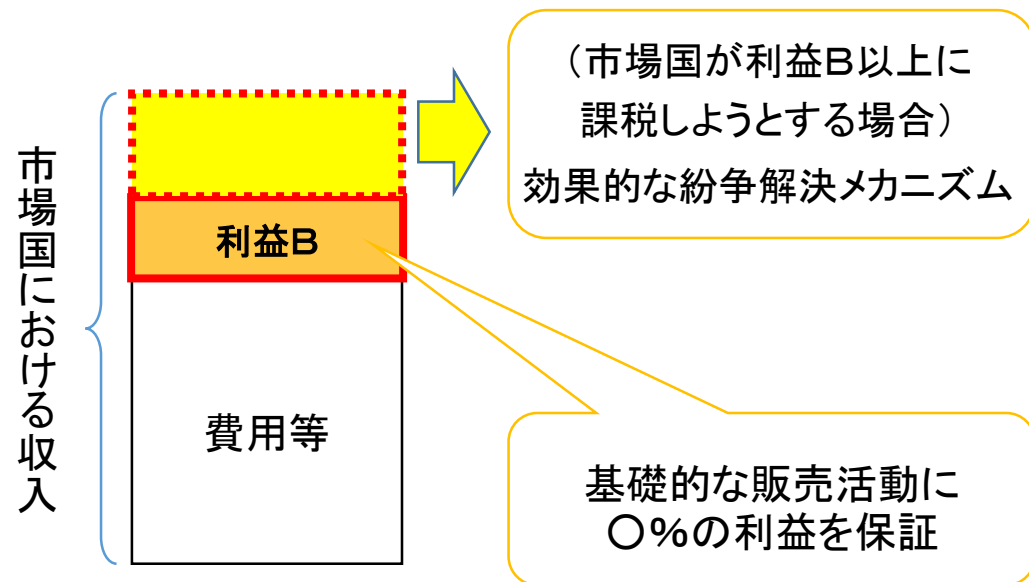 市場国における収入
利益B
費用等
（市場国が利益B以上に
課税しようとする場合）
効果的な紛争解決メカニズム
基礎的な販売活動に
〇%の利益を保証